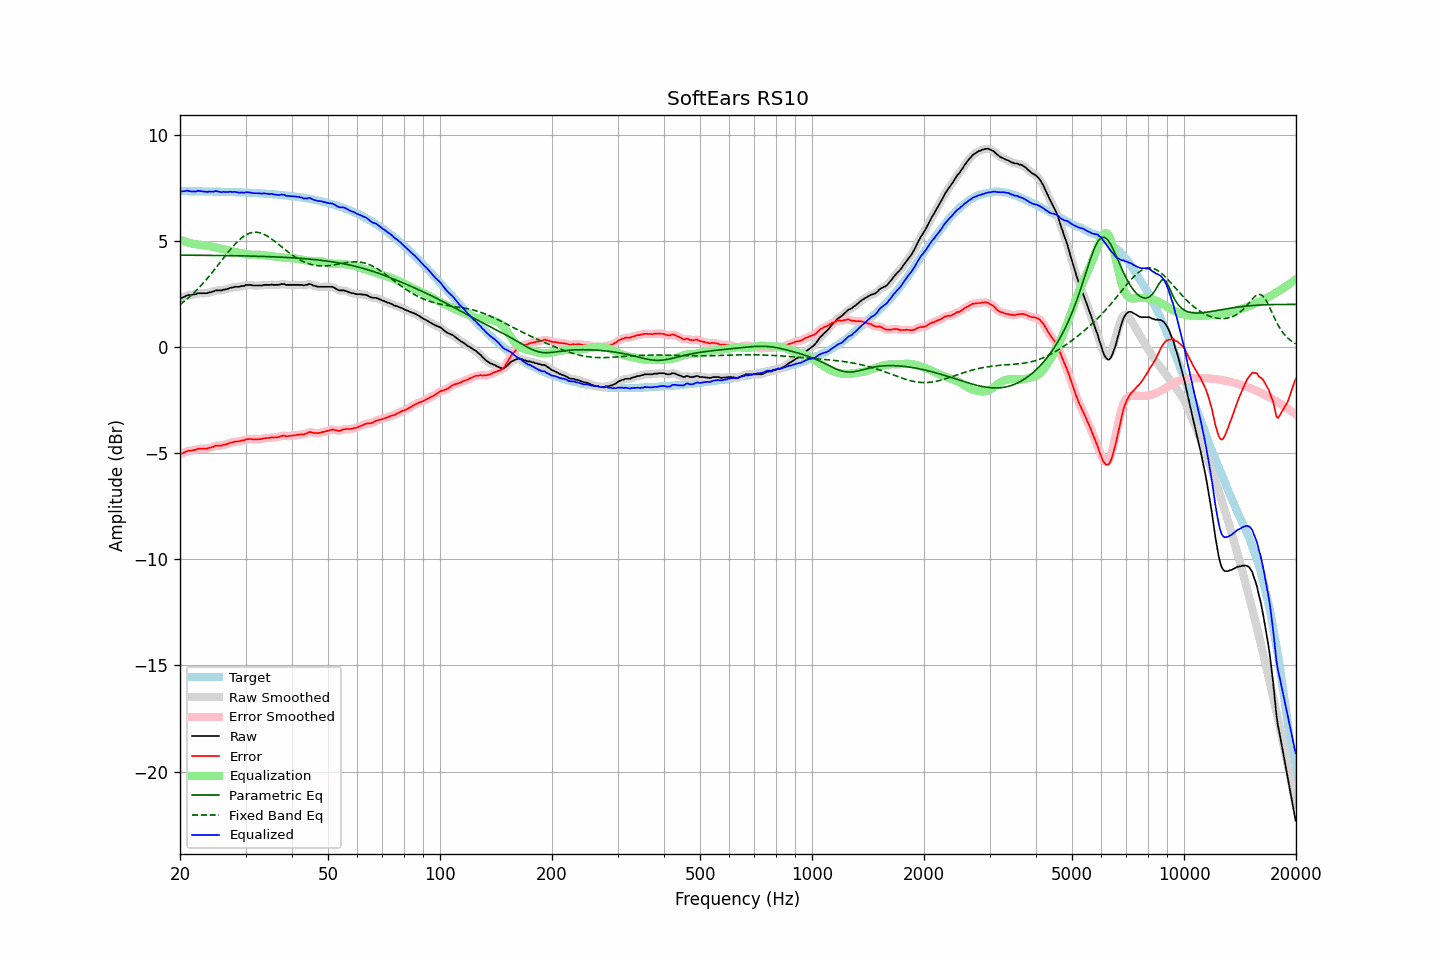 SoftEars RS10
10
5
0
−5
−10
−15
−20
Amplitude (dBr)
Target
Raw Smoothed
Error Smoothed
Raw
Error
Equalization
Parametric Eq
Fixed Band Eq
Equalized
20 50 100 200 500 1000 2000 5000 10000 20000
Frequency (Hz)